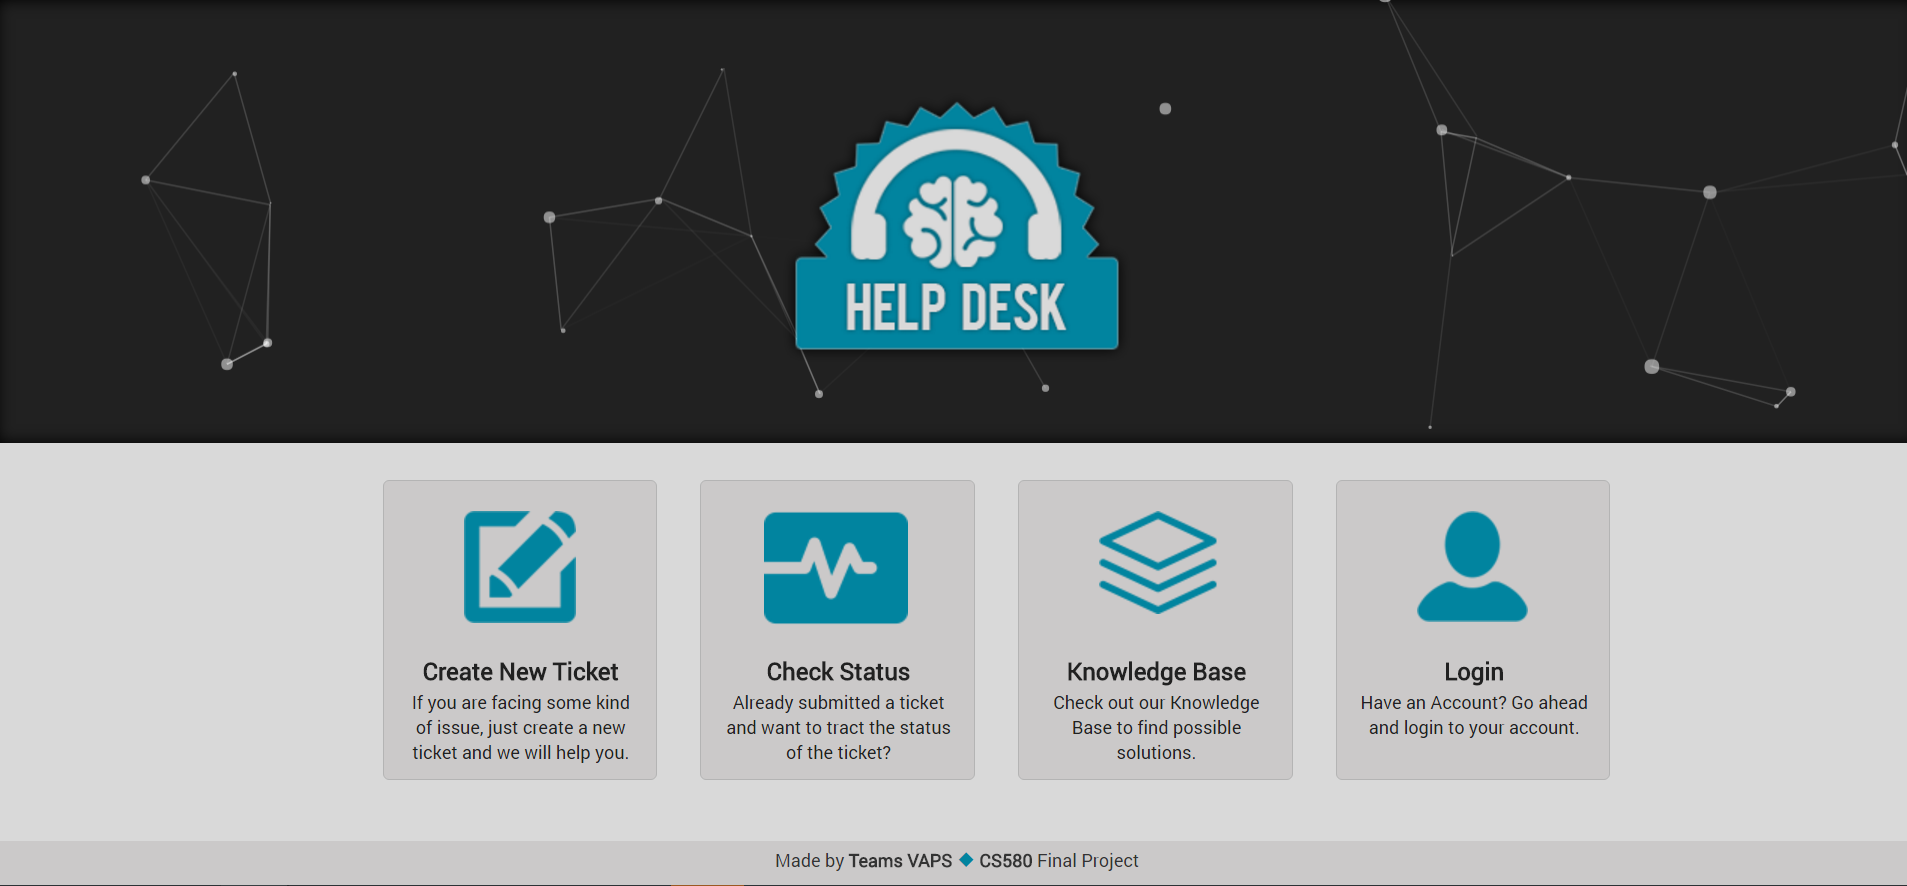 HELP DESK
Create New Ticket
If you are facing some kind
of issue, just create a new
ticket and we will help you.
Check Status
Already submitted a ticket
and want to tract the status
of the ticket?
Knowledge Base
Check out our Knowledge
Base to find possible
solutions.
Login
Have an Account? Go ahead
and login to your account.
Made by Teams VAPS ◆ CS580 Final Project